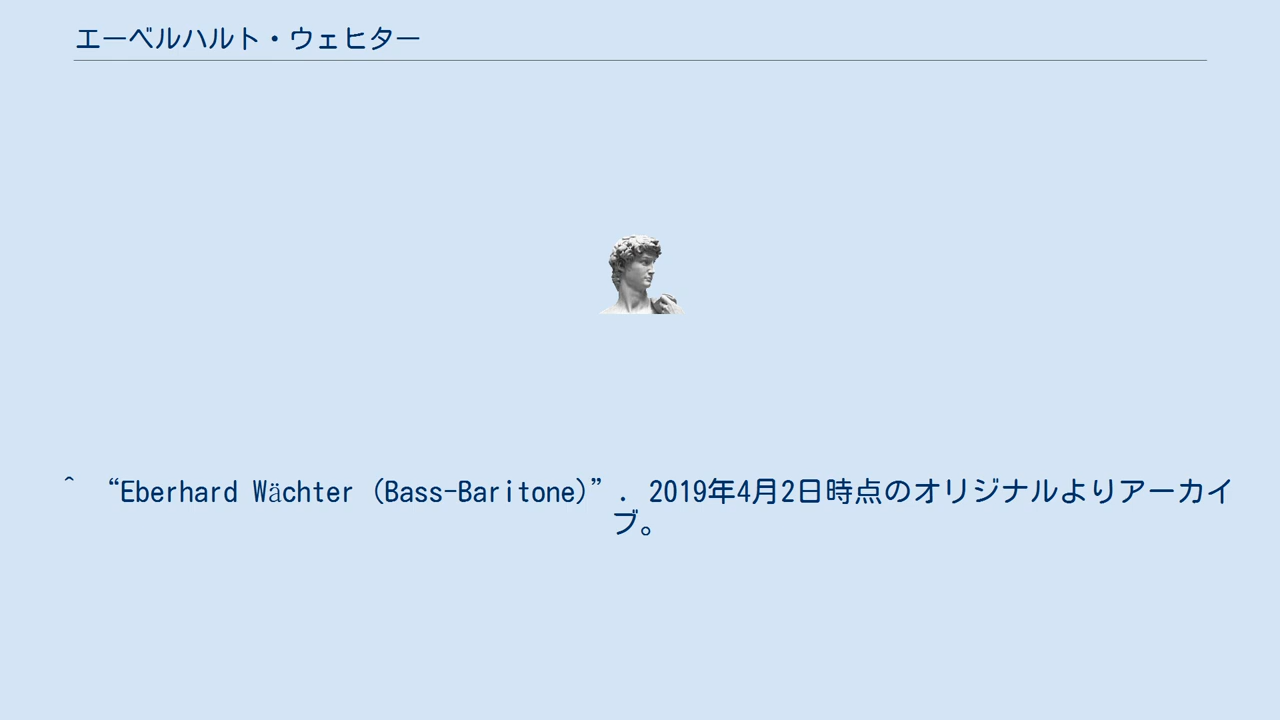 エーベルハルト・ウェヒター
^ “Eberhard Wächter (Bass-Baritone)”. 2019年4月2日時点のオリジナルよりアーカイ
ブ。